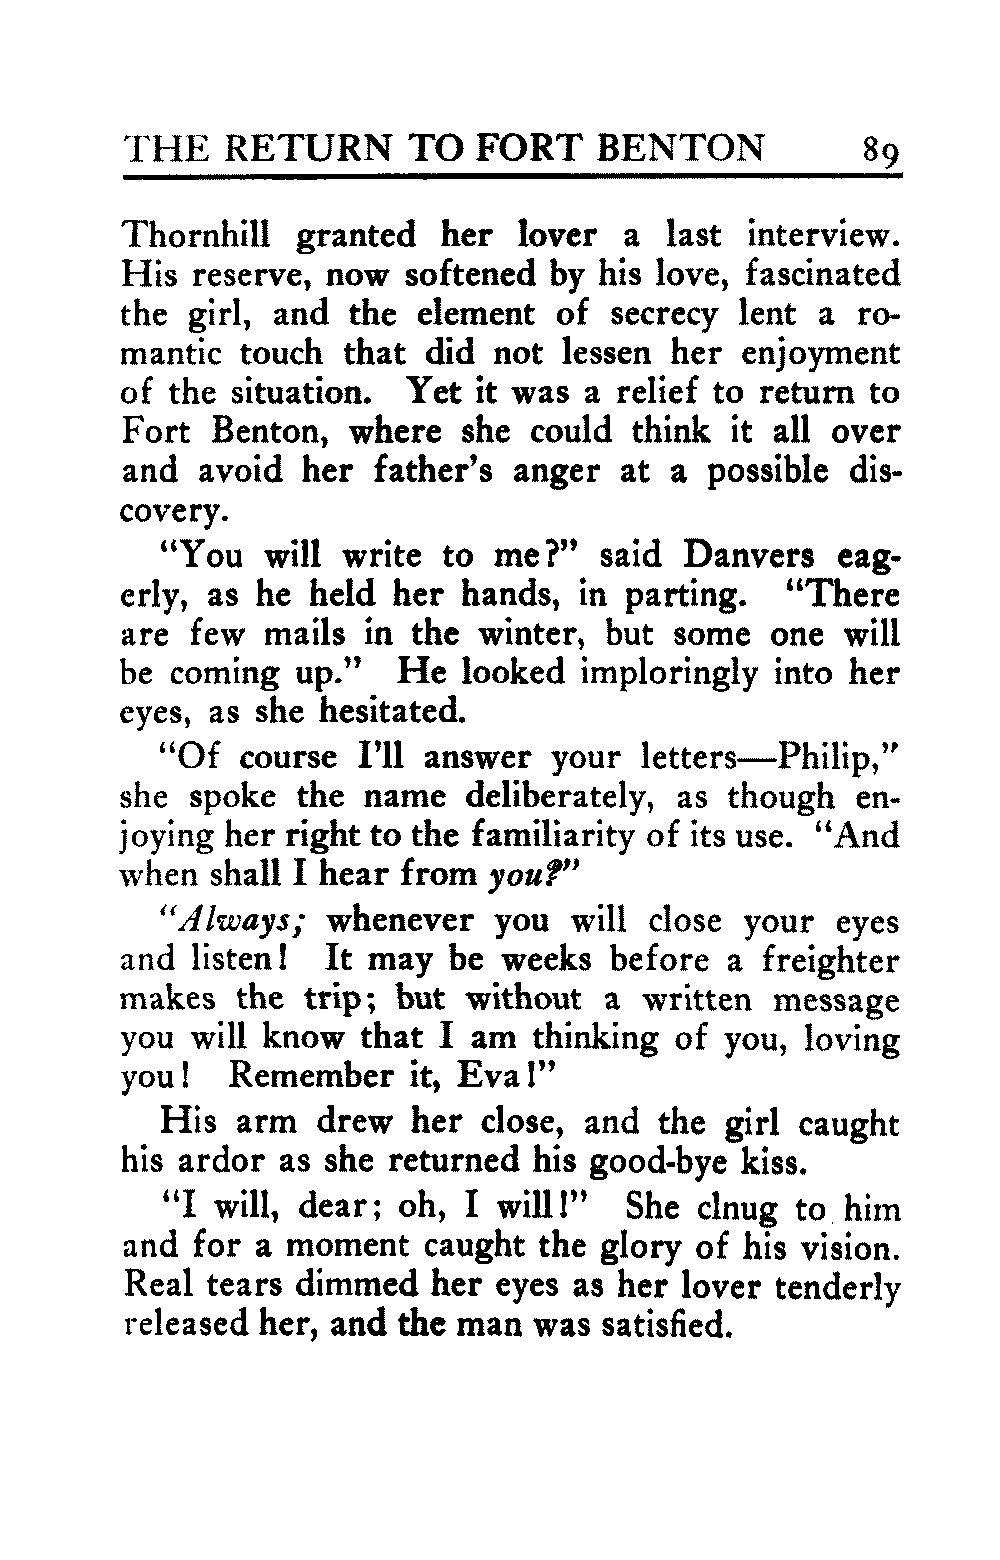 THE RETURN TO FORT BENTON 89
Thornhill granted her lover a last interview.
His reserve, now softened by his love, fascinated
the girl, and the element of secrecy lent a ro-
mantic touch that did not lessen her enjoyment
of the situation. Yet it was a relief to return to
Fort Benton, where she could think it all over
and avoid her father's anger at a possible dis-
covery.
"You will write to me?" said Danvers eag-
erly, as he held her hands, in parting. "There
are few mails in the winter, but some one will
be coming up." He looked imploringly into her
eyes, as she hesitated.
"Of course I'll answer your letters—Philip,"
she spoke the name deliberately, as though en-
joying her right to the familiarity of its use. "And
when shall I hear from you?"
"Always; whenever you will close your eyes
and listen! It may be weeks before a freighter
makes the trip; but without a written message
you will know that I am thinking of you, loving
you! Remember it, Eva!"
His arm drew her close, and the girl caught
his ardor as she returned his good-bye kiss.
"I will, dear; oh, I will!" She clnug to him
and for a moment caught the glory of his vision.
Real tears dimmed her eyes as her lover tenderly
released her, and the man was satisfied.